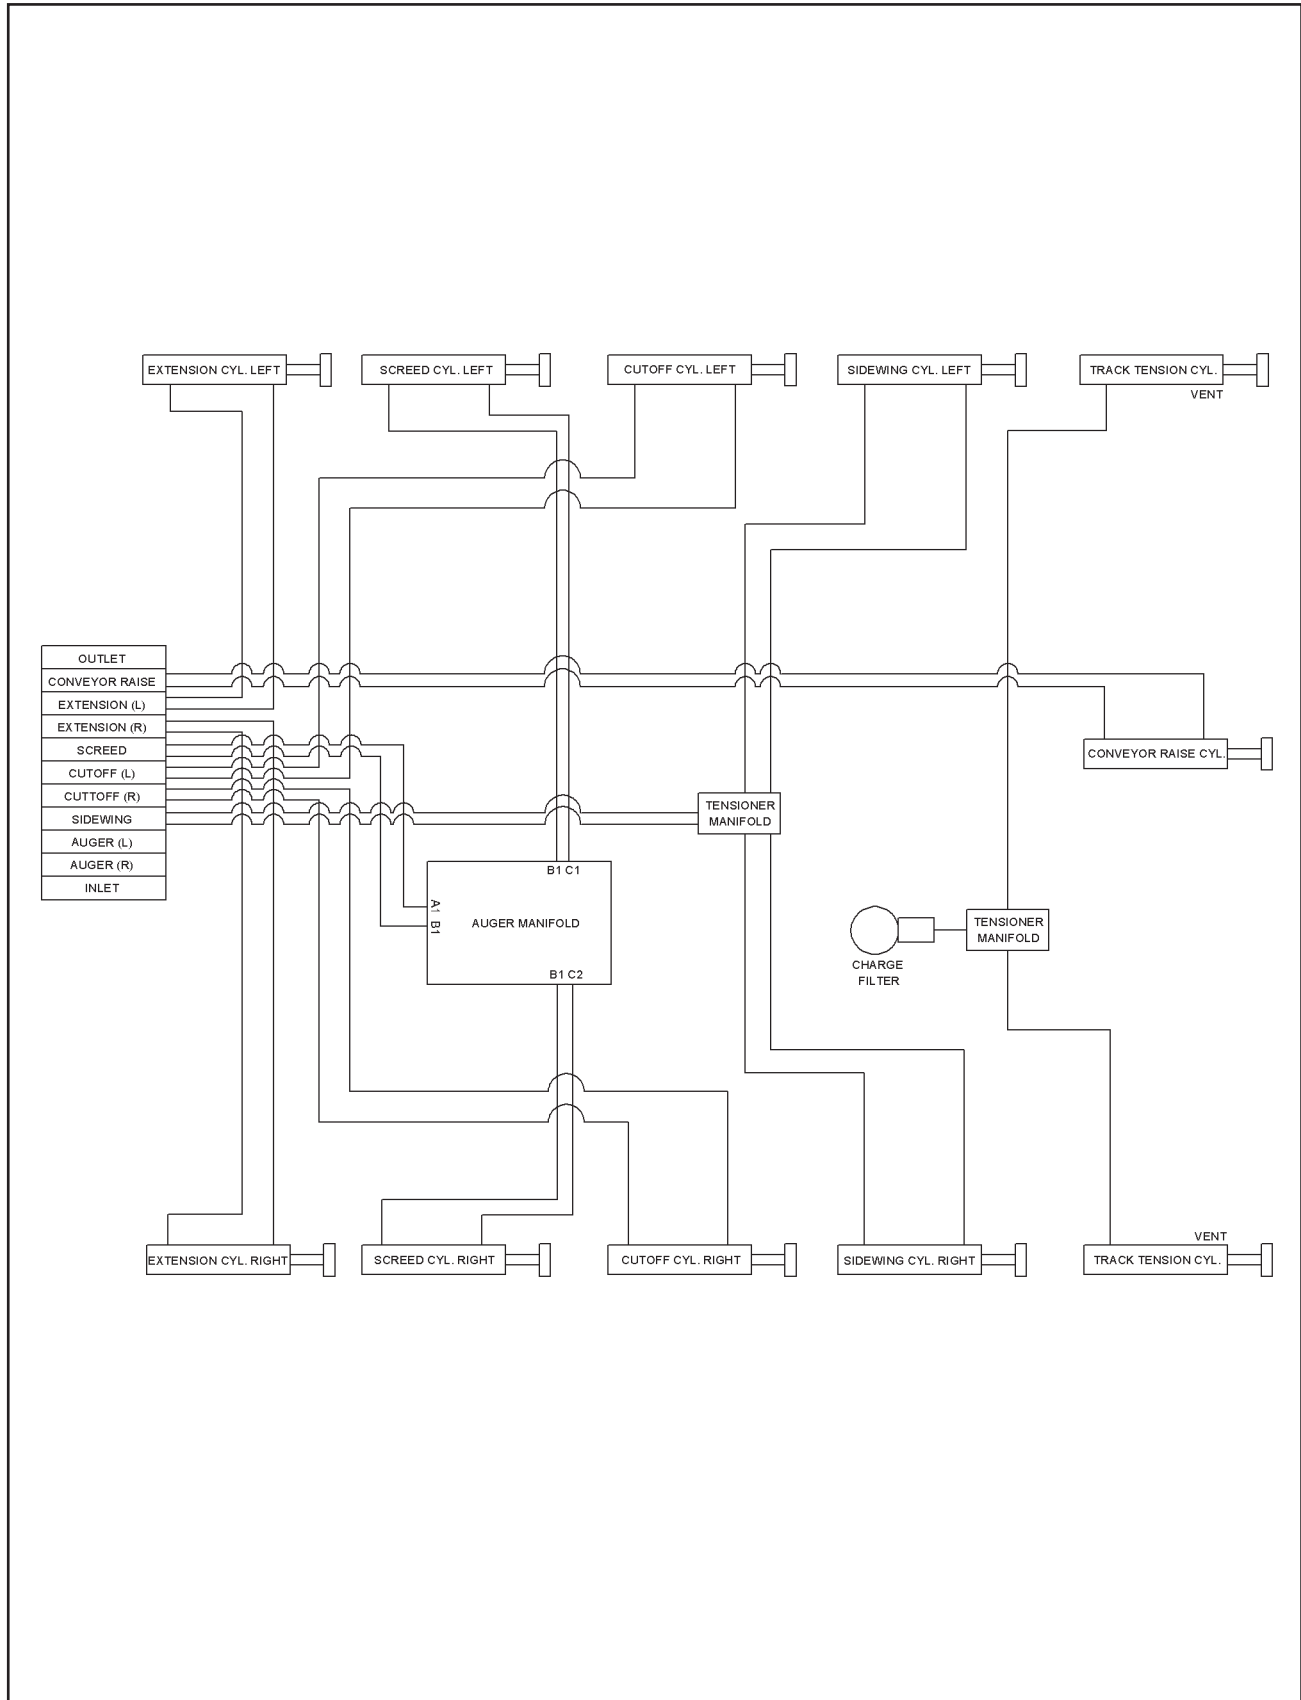 EXTENSION CYL. LEFT
SCREED CYL. LEFT
CUTOFF CYL. LEFT
SIDEWING CYL. LEFT
TRACK TENSION CYL.
VENT
OUTLET
CONVEYOR RAISE
EXTENSION (L)
EXTENSION (R)
SCREED
CUTOFF (L)
CUTTOFF (R)
SIDEWING
AUGER (L)
AUGER (R)
INLET
CONVEYOR RAISE CYL.
TENSIONER
MANIFOLD
B1 C1
A1 B1
AUGER MANIFOLD
B1 C2
TENSIONER
MANIFOLD
CHARGE
FILTER
VENT
EXTENSION CYL. RIGHT
SCREED CYL. RIGHT
CUTOFF CYL. RIGHT
SIDEWING CYL. RIGHT
TRACK TENSION CYL.